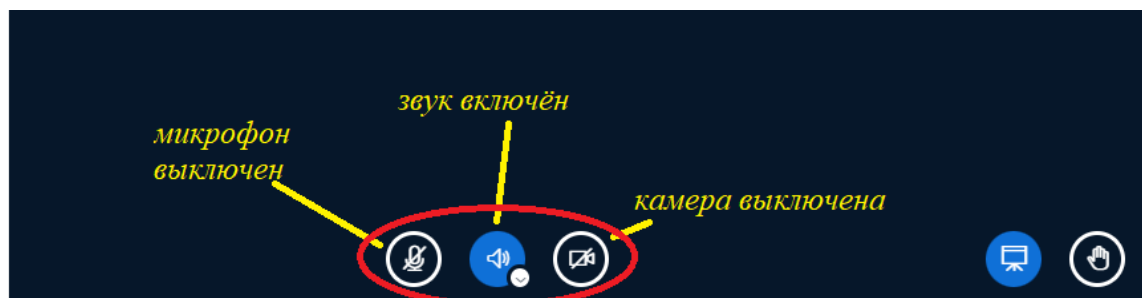 звук включён
микрофон
выключен
камера выключена